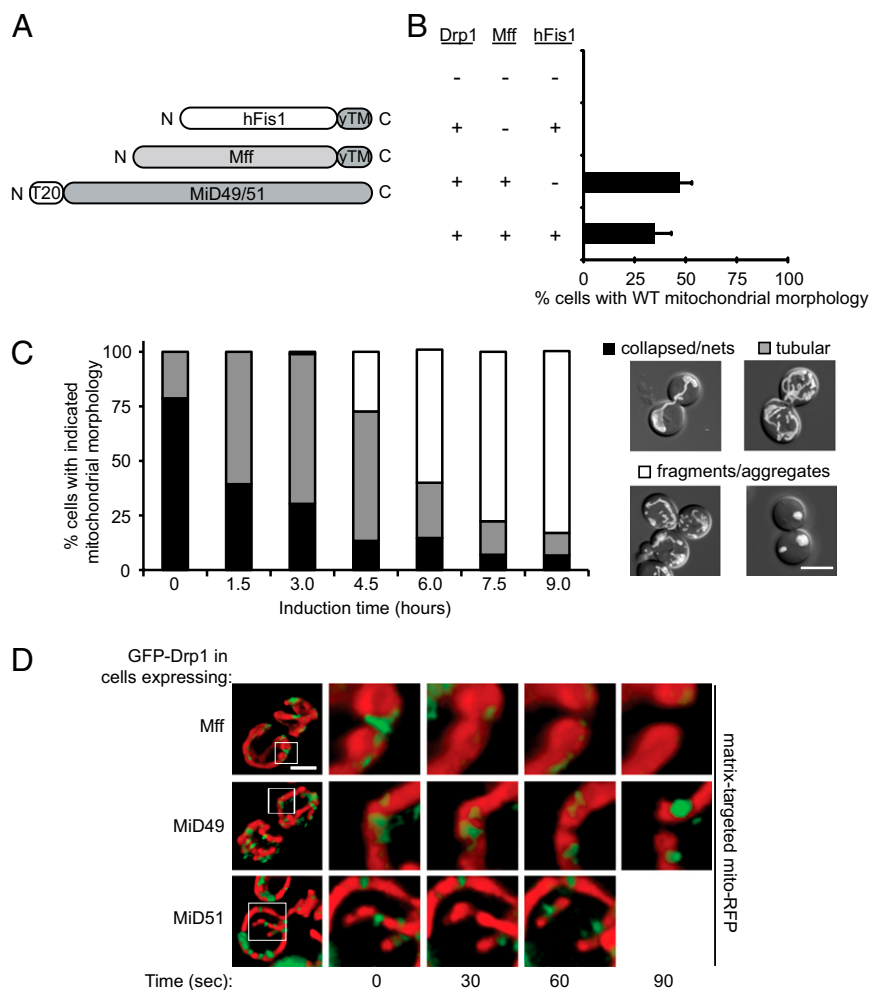 A
N hFis1 yTM C
N Mff yTM C
N T20 MiD49/51 C
B
Drp1 Mff hFis1
- - -
+ - +
+ + -
+ + +
0 25 50 75 100
% cells with WT mitochondrial morphology
C
% cells with indicated
mitochondrial morphology
100
75
50
25
0
0 1.5 3.0 4.5 6.0 7.5 9.0
Induction time (hours)
collapsed/nets tubular
fragments/aggregates
D
GFP-Drp1 in
cells expressing:
Mff
MiD49
MiD51
matrix-targeted mito-RFP
Time (sec): 0 30 60 90